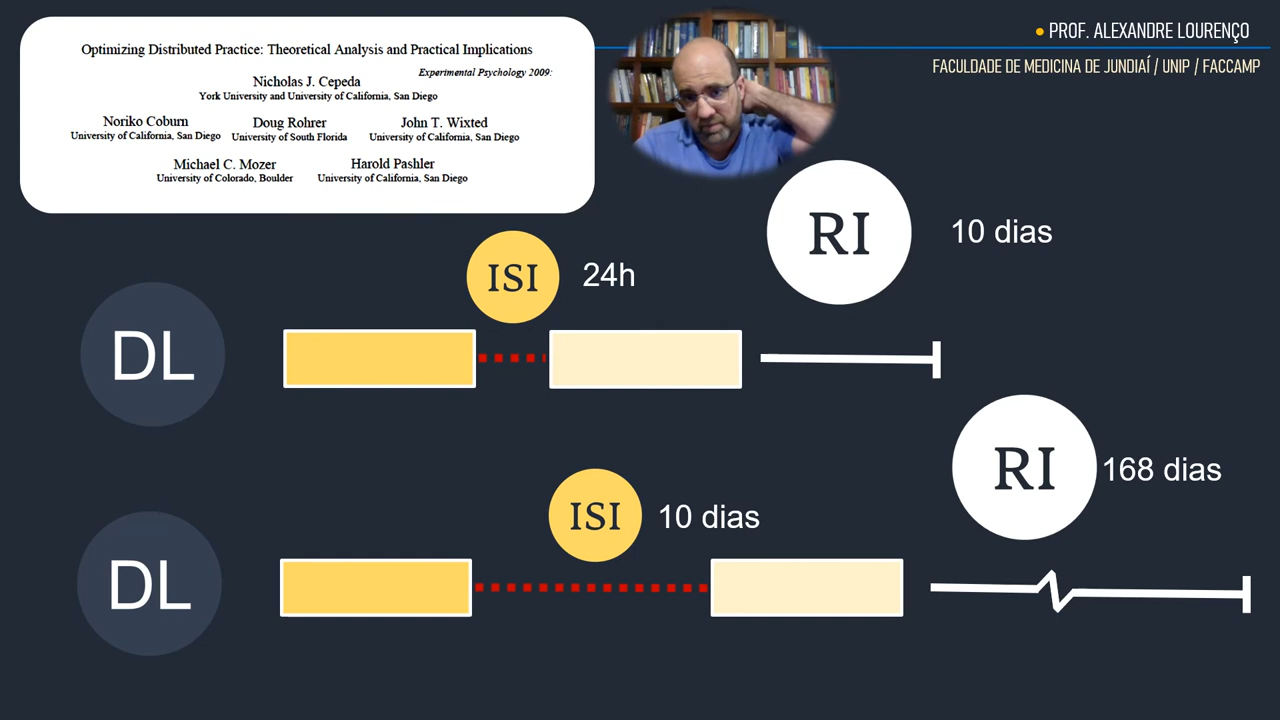 Optimizing Distributed Practice: Theoretical Analysis and Practical Implications
Experimental Psychology 2009:
Nicholas J. Cepeda
York University and University of California, San Diego
Noriko Coburn Doug Rohrer John T. Wixted
University of California, San Diego University of South Florida University of California, San Diego
Michael C. Mozer Harold Pashler
University of Colorado, Boulder University of California, San Diego
• PROF. ALEXANDRE LOURENÇO
FACULDADE DE MEDICINA DE JUNDIAÍ / UNIP / FACCAMP
RI 10 dias
ISI 24h
DL
RI 168 dias
ISI 10 dias
DL